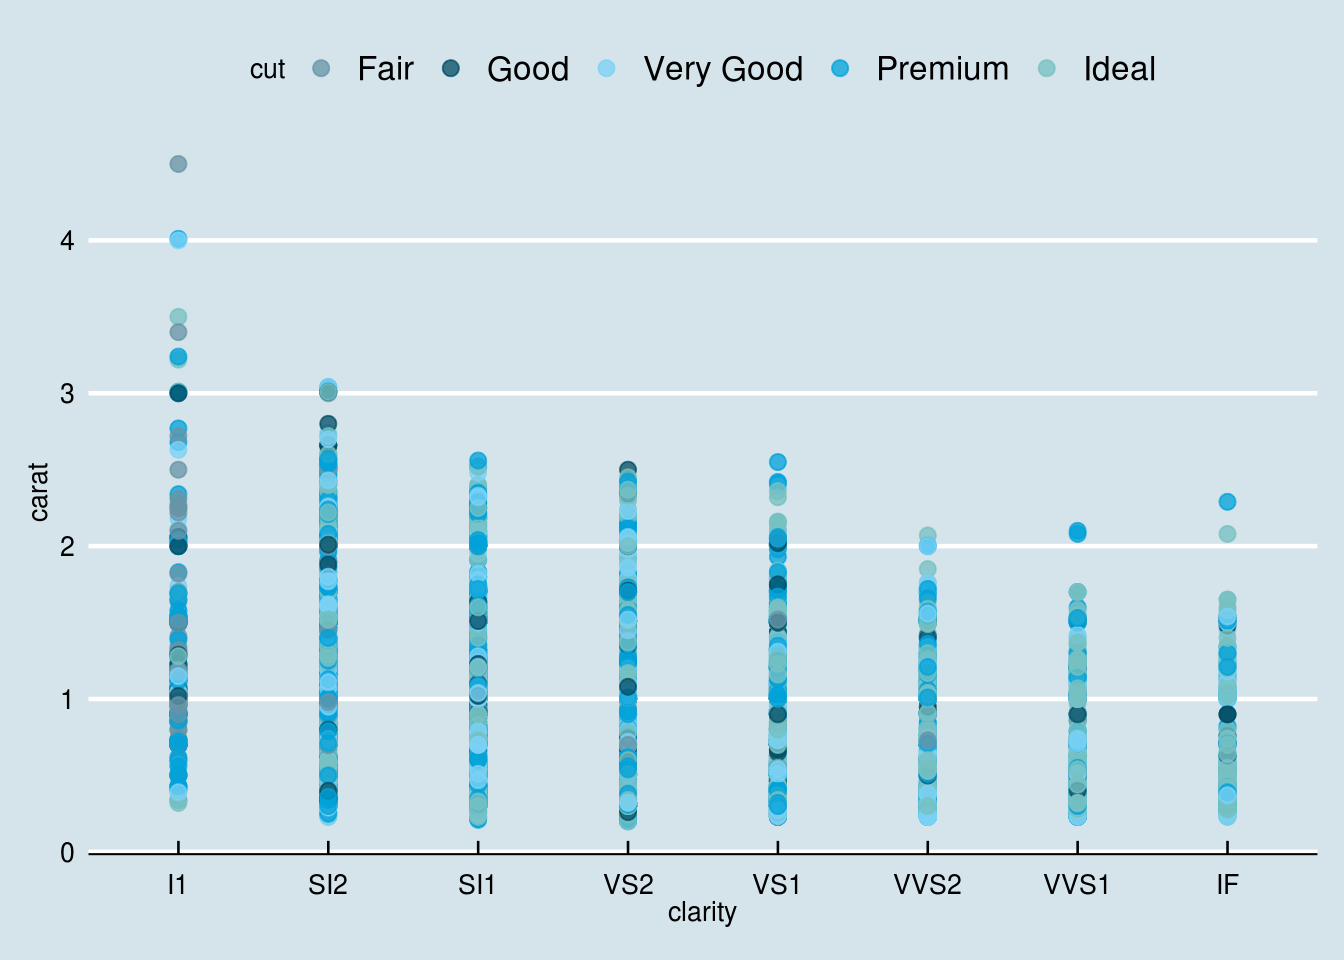 cut Fair Good Very Good Premium Ideal
4
3
2
1
0
carat
I1 SI2 SI1 VS2 VS1 VVS2 VVS1 IF
clarity